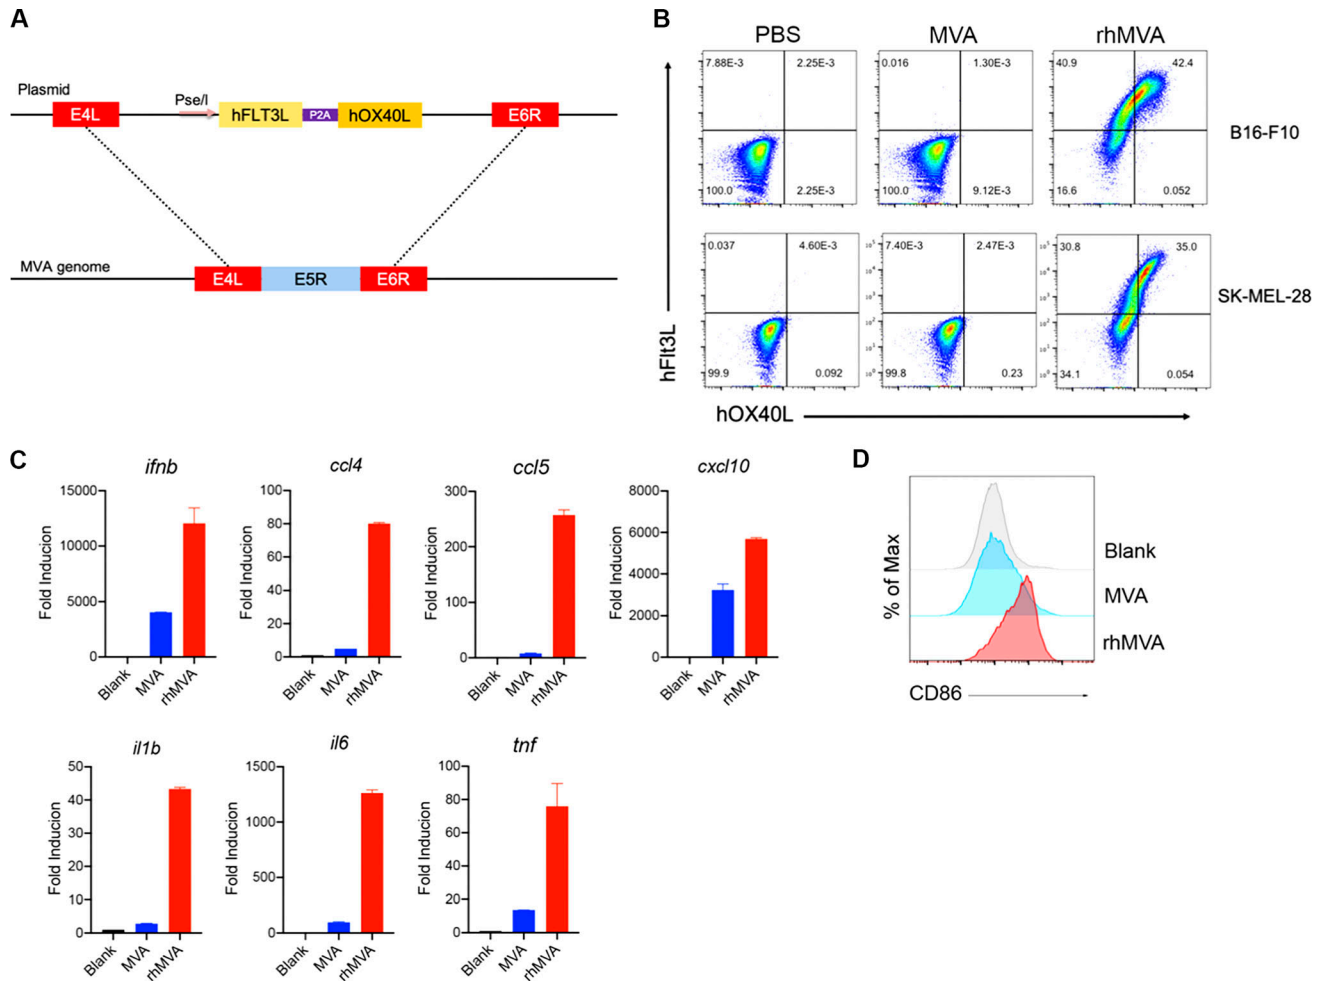 A
Plasmid
E4L
Pse/l
hFLT3L
P2A
hOX40L
E6R
MVA genome
E4L
E5R
E6R
B
PBS
MVA
rhMVA
7.88E-3
2.25E-3
0.016
1.30E-3
40.9
42.4
100.0
2.25E-3
100.0
9.12E-3
16.6
0.052
B16-F10
0.037
4.60E-3
7.40E-3
2.47E-3
30.8
35.0
99.9
0.092
99.8
0.23
34.1
0.054
SK-MEL-28
hFlt3L
hOX40L
C
ifnb
Fold Inducion
15000
10000
5000
0
Blank
MVA
rhMVA
ccl4
Fold Inducion
100
80
60
40
20
0
Blank
MVA
rhMVA
ccl5
Fold Inducion
300
200
100
0
Blank
MVA
rhMVA
cxcl10
Fold Inducion
8000
6000
4000
2000
0
Blank
MVA
rhMVA
il1b
Fold Inducion
50
40
30
20
10
0
Blank
MVA
rhMVA
il6
Fold Inducion
1500
1000
500
0
Blank
MVA
rhMVA
tnf
Fold Inducion
100
80
60
40
20
0
Blank
MVA
rhMVA
D
% of Max
Blank
MVA
rhMVA
CD86